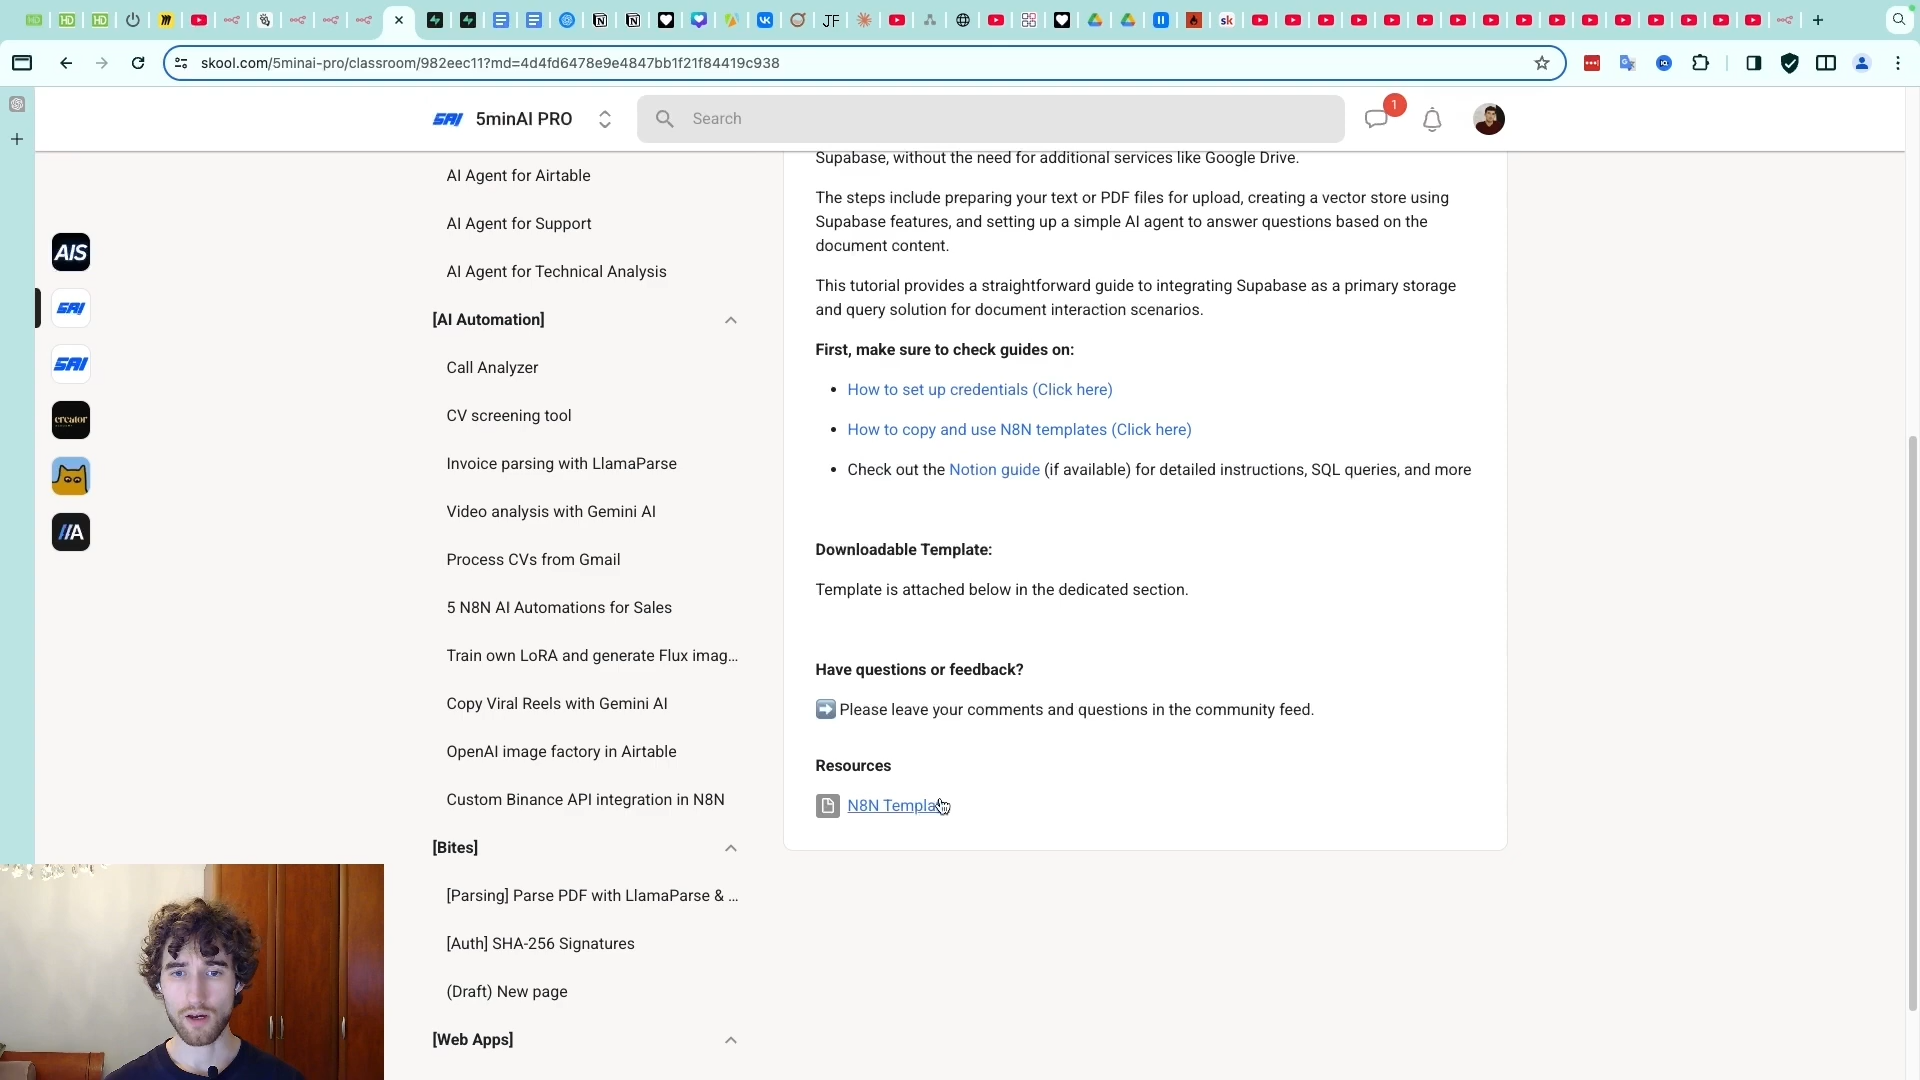 skool.com/5minai-pro/classroom/982eec11?md=4d4fd6478e9e4847bb1f21f84419c938
5minAI PRO
Search
1
AI Agent for Airtable
AI Agent for Support
AI Agent for Technical Analysis
[AI Automation]
Call Analyzer
CV screening tool
Invoice parsing with LlamaParse
Video analysis with Gemini AI
Process CVs from Gmail
5 N8N AI Automations for Sales
Train own LoRA and generate Flux imag...
Copy Viral Reels with Gemini AI
OpenAI image factory in Airtable
Custom Binance API integration in N8N
[Bites]
[Parsing] Parse PDF with LlamaParse & ...
[Auth] SHA-256 Signatures
(Draft) New page
[Web Apps]
Supabase, without the need for additional services like Google Drive.
The steps include preparing your text or PDF files for upload, creating a vector store using
Supabase features, and setting up a simple AI agent to answer questions based on the
document content.
This tutorial provides a straightforward guide to integrating Supabase as a primary storage
and query solution for document interaction scenarios.
First, make sure to check guides on:
• How to set up credentials (Click here)
• How to copy and use N8N templates (Click here)
• Check out the Notion guide (if available) for detailed instructions, SQL queries, and more
Downloadable Template:
Template is attached below in the dedicated section.
Have questions or feedback?
➡️ Please leave your comments and questions in the community feed.
Resources
N8N Templa
AIS
5AI
5AI
creator
//A